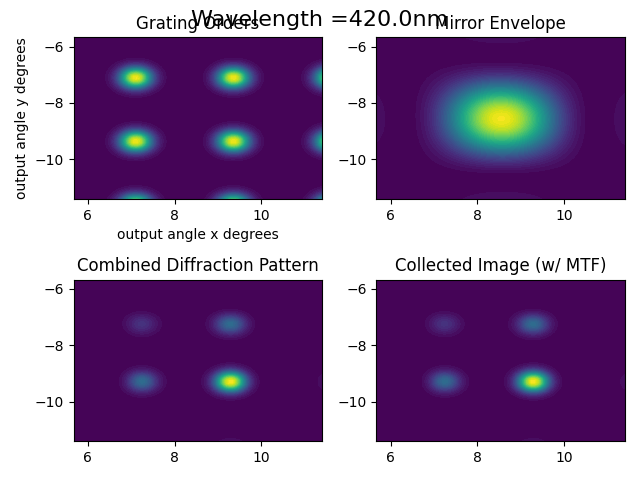 Wavelength =420.0nm
Grating Orders
Mirror Envelope
output angle y degrees
−6
−8
−10
6 8 10
output angle x degrees
−6
−8
−10
6 8 10
Combined Diffraction Pattern
Collected Image (w/ MTF)
−6
−8
−10
6 8 10
−6
−8
−10
6 8 10